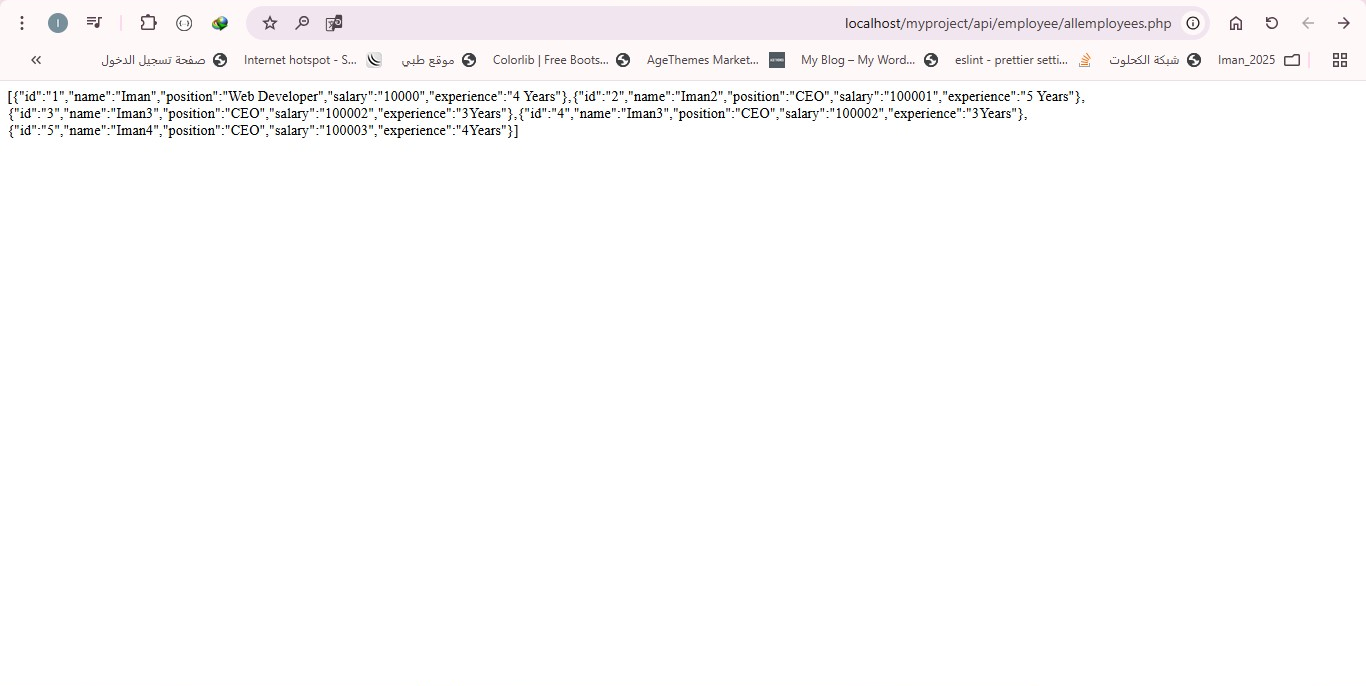 localhost/myproject/api/employee/allemployees.php
I
صفحة تسجيل الدخول
Internet hotspot - S...
موقع طبي
Colorlib | Free Boots...
AgeThemes Market...
My Blog – My Wor...
eslint - prettier setti...
شبكة الكحلوت
Iman_2025
[{"id":"1","name":"Iman","position":"Web Developer","salary":"10000","experience":"4 Years"},{"id":"2","name":"Iman2","position":"CEO","salary":"100001","experience":"5 Years"},
{"id":"3","name":"Iman3","position":"CEO","salary":"100002","experience":"3Years"},{"id":"4","name":"Iman3","position":"CEO","salary":"100002","experience":"3Years"},
{"id":"5","name":"Iman4","position":"CEO","salary":"100003","experience":"4Years"}]